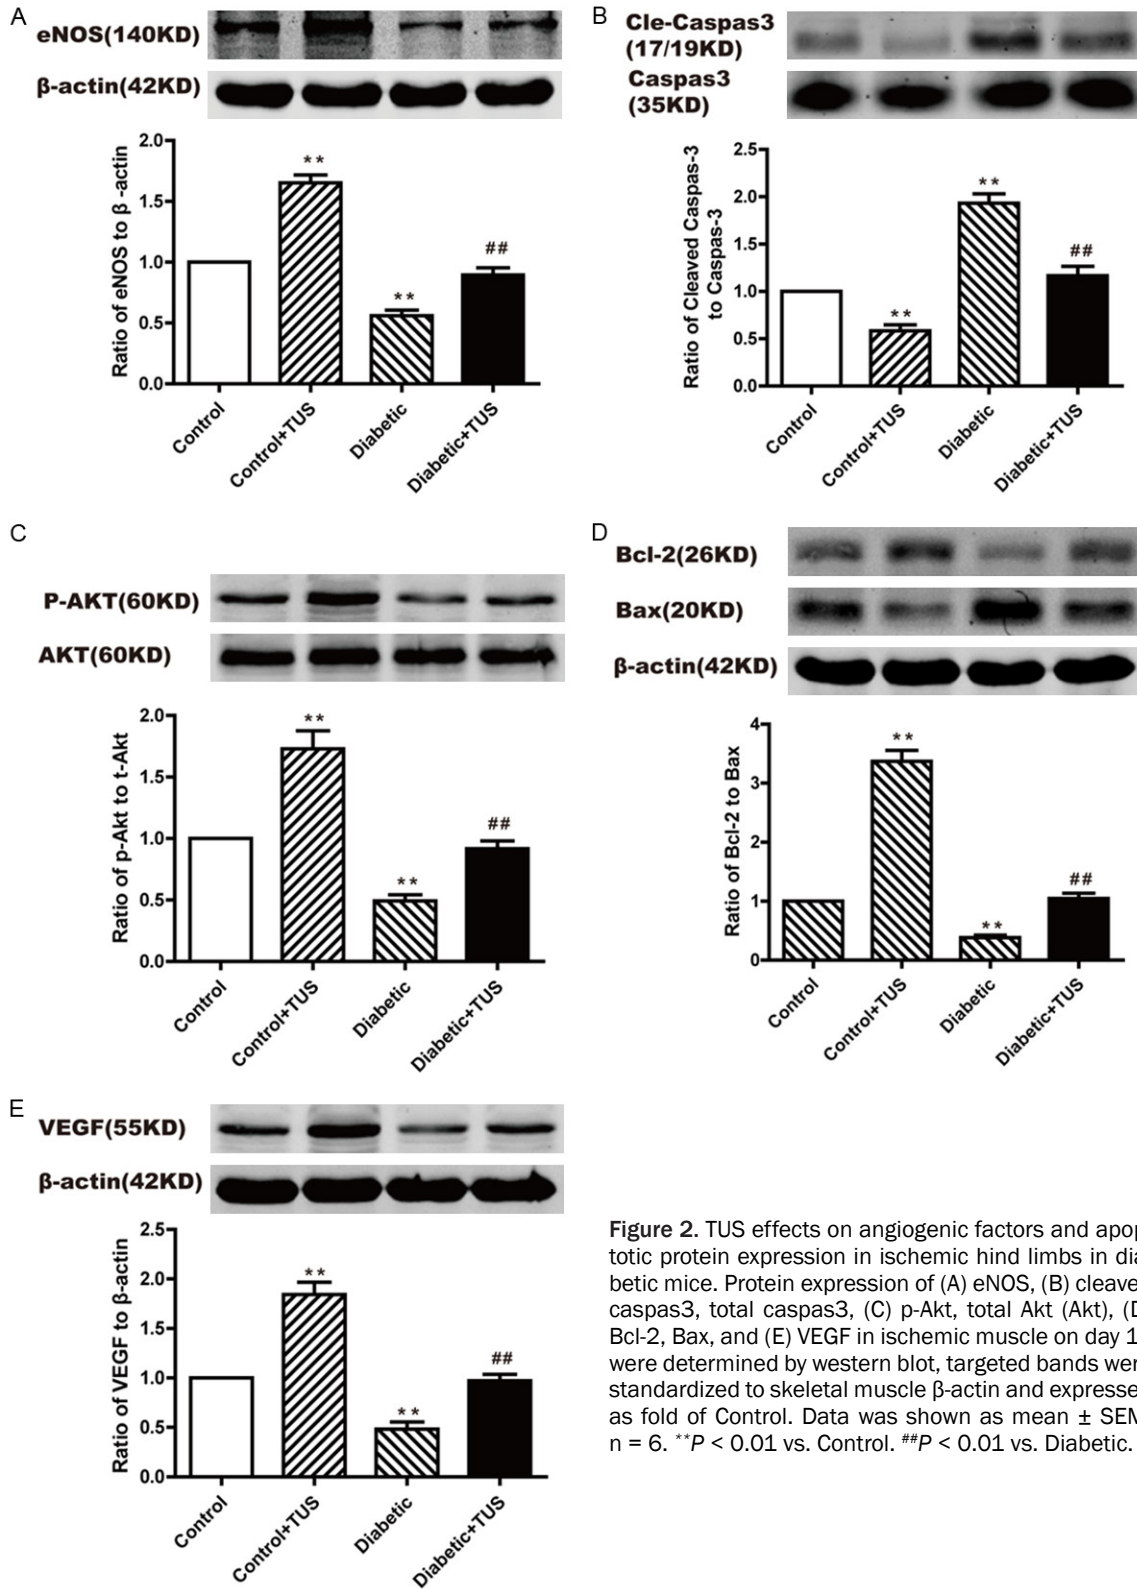 A
eNOS(140KD)
β-actin(42KD)
Ratio of eNOS to β -actin
2.0
1.5
1.0
0.5
0.0
**
**
##
Control
Control+TUS
Diabetic
Diabetic+TUS
B
Cle-Caspas3
(17/19KD)
Caspas3
(35KD)
Ratio of Cleaved Caspas-3
to Caspas-3
2.5
2.0
1.5
1.0
0.5
0.0
**
**
##
Control
Control+TUS
Diabetic
Diabetic+TUS
C
P-AKT(60KD)
AKT(60KD)
Ratio of p-Akt to t-Akt
2.0
1.5
1.0
0.5
0.0
**
**
##
Control
Control+TUS
Diabetic
Diabetic+TUS
D
Bcl-2(26KD)
Bax(20KD)
β-actin(42KD)
Ratio of Bcl-2 to Bax
4
3
2
1
0
**
**
##
Control
Control+TUS
Diabetic
Diabetic+TUS
E
VEGF(55KD)
β-actin(42KD)
Ratio of VEGF to β-actin
2.5
2.0
1.5
1.0
0.5
0.0
**
**
##
Control
Control+TUS
Diabetic
Diabetic+TUS
Figure 2. TUS effects on angiogenic factors and apop
totic protein expression in ischemic hind limbs in dia
betic mice. Protein expression of (A) eNOS, (B) cleave
caspas3, total caspas3, (C) p-Akt, total Akt (Akt), (D
Bcl-2, Bax, and (E) VEGF in ischemic muscle on day 1
were determined by western blot, targeted bands wer
standardized to skeletal muscle β-actin and expresse
as fold of Control. Data was shown as mean ± SEM
n = 6. **P < 0.01 vs. Control. ##P < 0.01 vs. Diabetic.